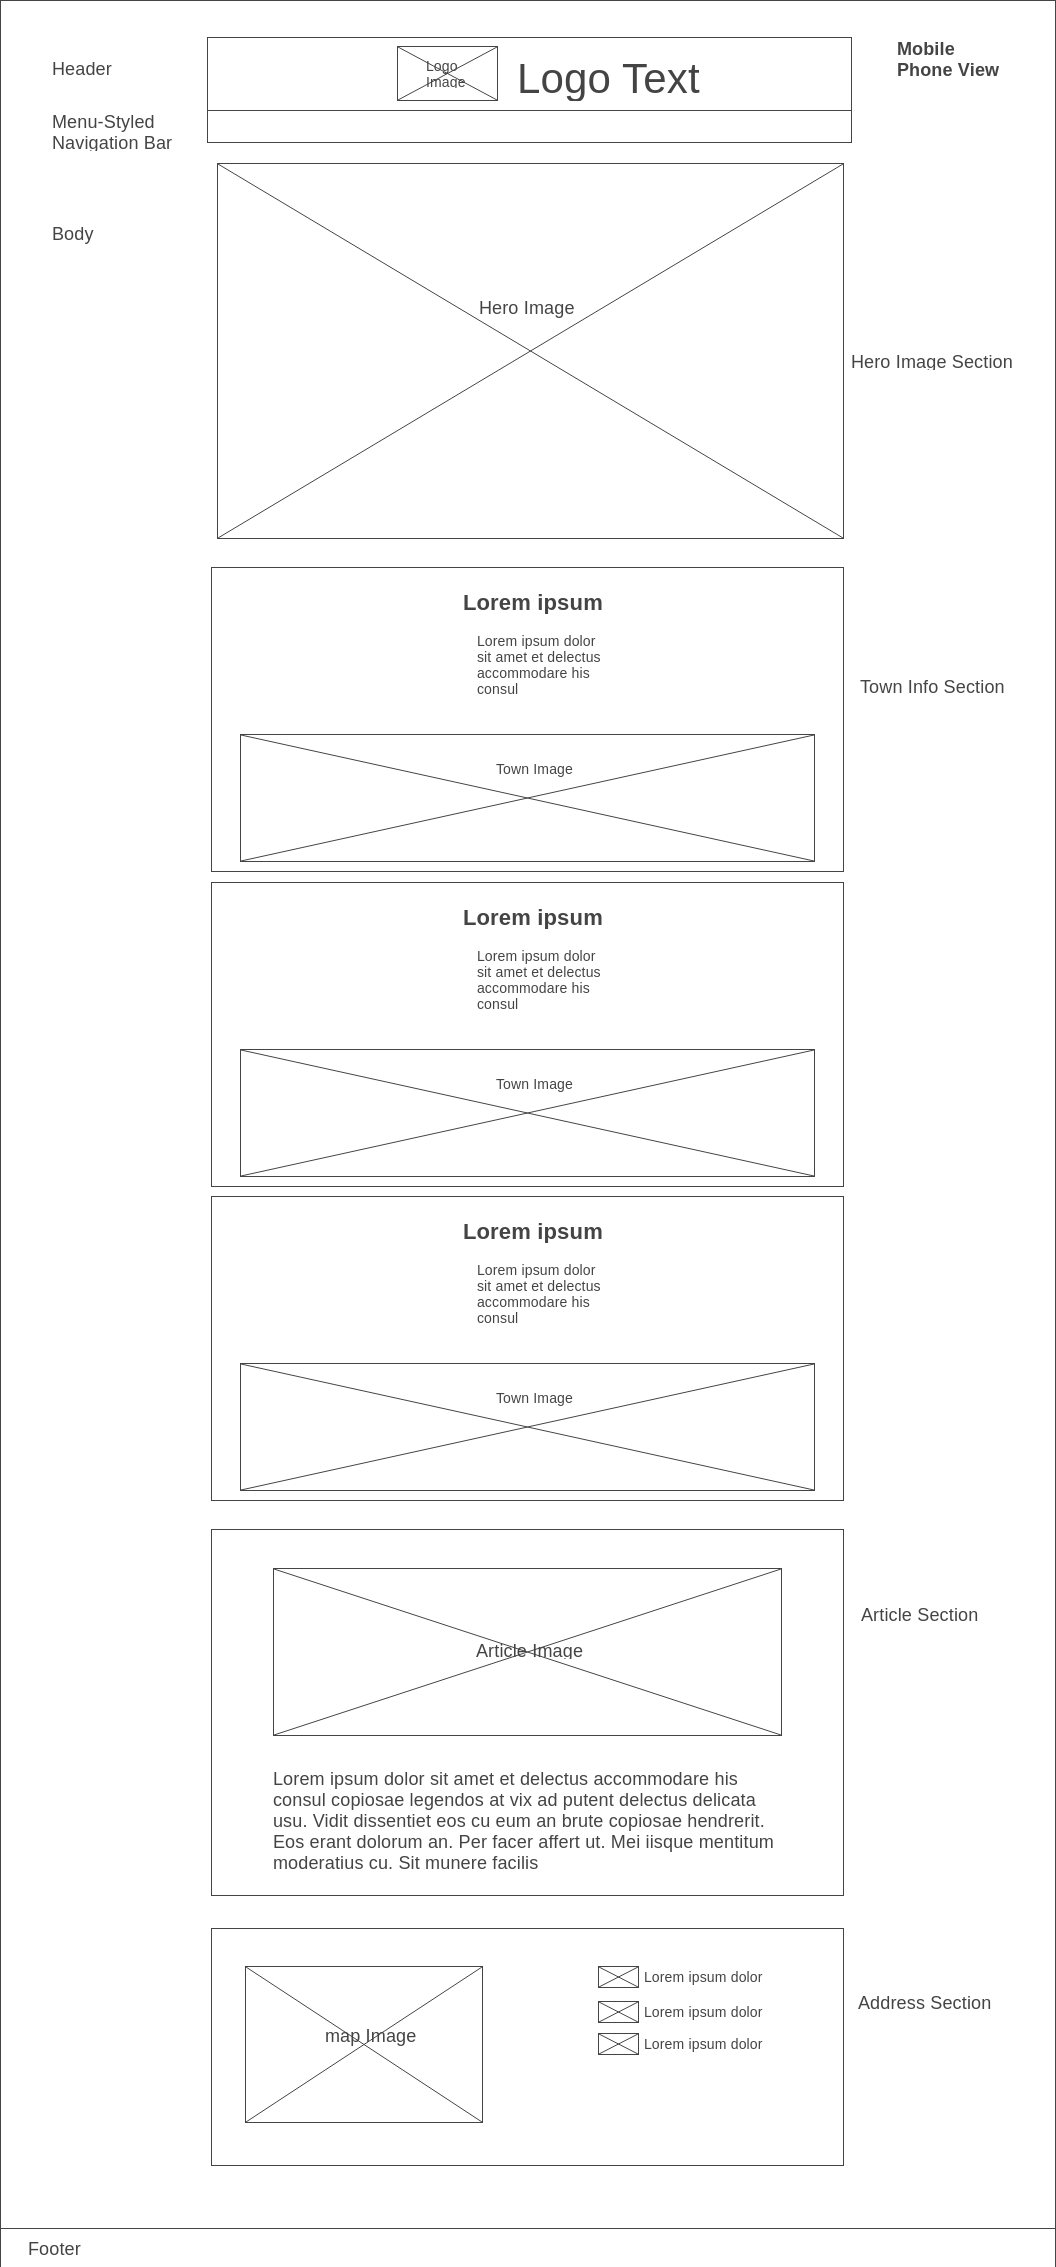 Header
Logo
Image
Logo Text
Mobile
Phone View
Menu-Styled
Navigation Bar
Body
Hero Image
Hero Image Section
Lorem ipsum
Lorem ipsum dolor
sit amet et delectus
accommodare his
consul
Town Info Section
Town Image
Lorem ipsum
Lorem ipsum dolor
sit amet et delectus
accommodare his
consul
Town Image
Lorem ipsum
Lorem ipsum dolor
sit amet et delectus
accommodare his
consul
Town Image
Article Section
Article Image
Lorem ipsum dolor sit amet et delectus accommodare his
consul copiosae legendos at vix ad putent delectus delicata
usu. Vidit dissentiet eos cu eum an brute copiosae hendrerit.
Eos erant dolorum an. Per facer affert ut. Mei iisque mentitum
moderatius cu. Sit munere facilis
map Image
Lorem ipsum dolor
Lorem ipsum dolor
Lorem ipsum dolor
Address Section
Footer